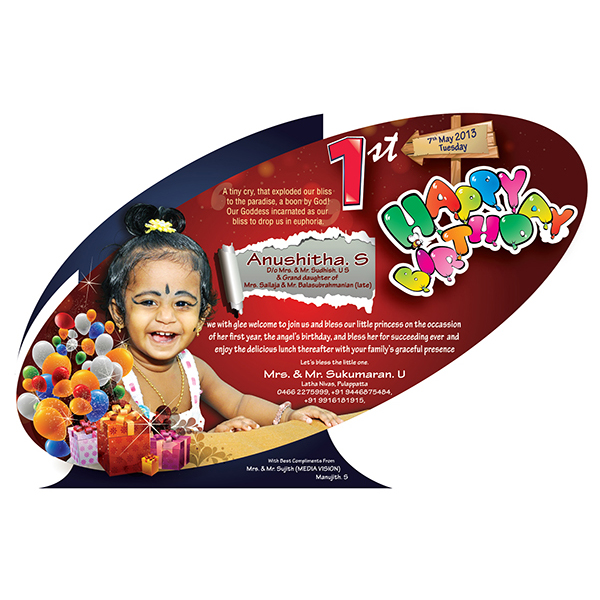 1st
7th May 2013
Tuesday
HAPPY
BIRTHDAY
A tiny cry, that exploded our bliss
to the paradise, a boon by God!
Our Goddess incarnated as our
bliss to drop us in euphoria.
Anushitha. S
D/o Mrs. & Mr. Sudhish. U S
& Grand daughter of
Mrs. Sailaja & Mr. Balasubrahmanian (late)
we with glee welcome to join us and bless our little princess on the occassion
of her first year, the angel's birthday, and bless her for succeeding ever and
enjoy the delicious lunch thereafter with your family's graceful presence
Let's bless the little one.
Mrs. & Mr. Sukumaran. U
Latha Nivas, Pulappatta
0466 2275999, +91 9446875484,
+91 9916181915,
With Best Compliments From
Mrs. & Mr. Sujith (MEDIA VISION)
Manujith. S